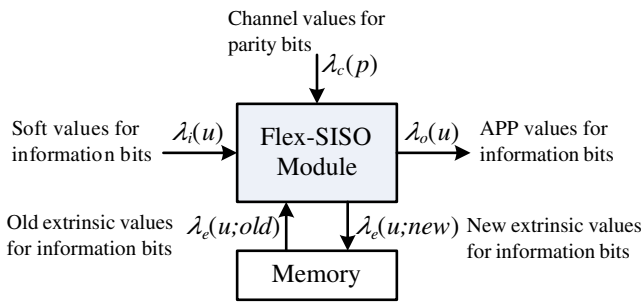 Channel values for
parity bits
λc(p)
Soft values for
information bits
λi(u)
Flex-SISO
Module
λo(u)
APP values for
information bits
Old extrinsic values
for information bits
λe(u;old)
λe(u;new)
New extrinsic values
for information bits
Memory